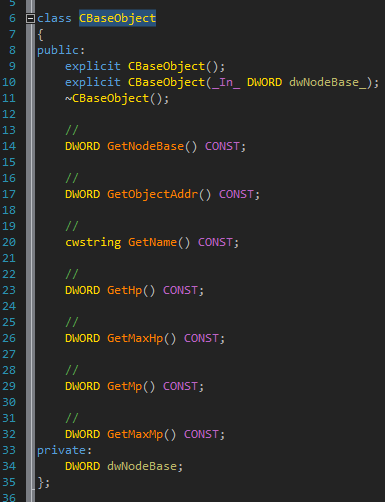 5
6 class CBaseObject
7 {
8 public:
9 explicit CBaseObject();
10 explicit CBaseObject(_In_ DWORD dwNodeBase_);
11 ~CBaseObject();
12
13 //
14 DWORD GetNodeBase() CONST;
15
16 //
17 DWORD GetObjectAddr() CONST;
18
19 //
20 cwstring GetName() CONST;
21
22 //
23 DWORD GetHp() CONST;
24
25 //
26 DWORD GetMaxHp() CONST;
27
28 //
29 DWORD GetMp() CONST;
30
31 //
32 DWORD GetMaxMp() CONST;
33 private:
34 DWORD dwNodeBase;
35 };
36